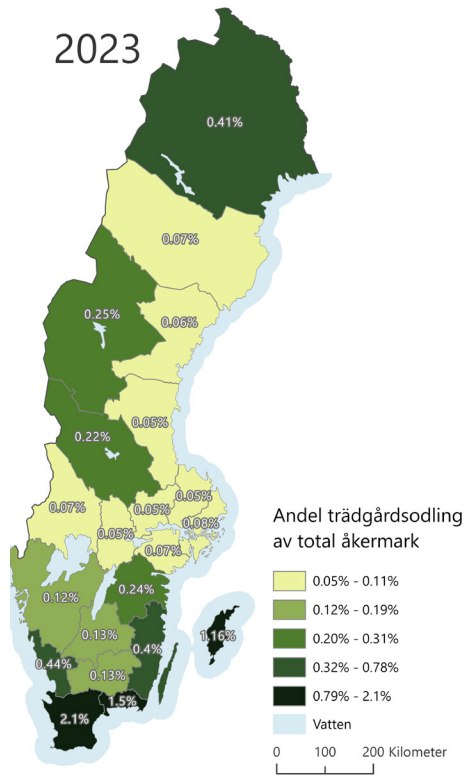 2023
0.41%
0.07%
0.06%
0.25%
0.05%
0.22%
0.07%
0.05%
0.05%
0.05%
0.08%
0.07%
0.12%
0.24%
0.13%
0.4%
1.16%
0.44%
0.13%
1.5%
2.1%
Andel trädgårdsodling
av total åkermark
0.05% - 0.11%
0.12% - 0.19%
0.20% - 0.31%
0.32% - 0.78%
0.79% - 2.1%
Vatten
0 100 200 Kilometer